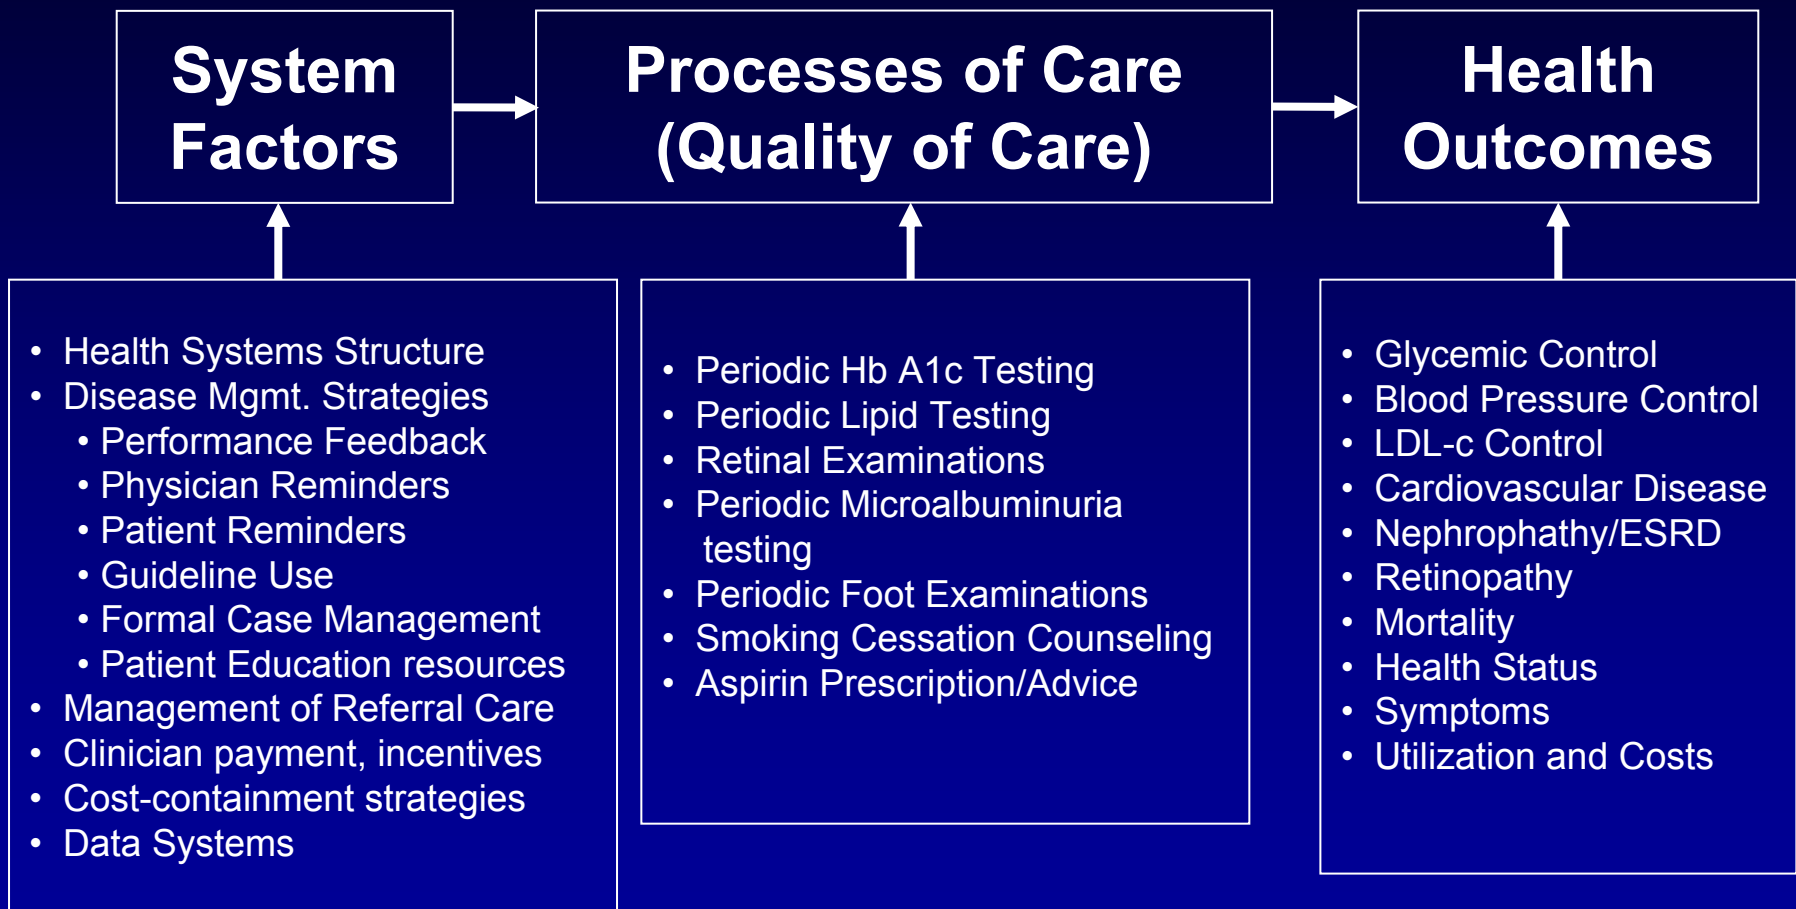 System
Factors
Processes of Care
(Quality of Care)
Health
Outcomes
• Health Systems Structure
• Disease Mgmt. Strategies
• Performance Feedback
• Physician Reminders
• Patient Reminders
• Guideline Use
• Formal Case Management
• Patient Education resources
• Management of Referral Care
• Clinician payment, incentives
• Cost-containment strategies
• Data Systems
• Periodic Hb A1c Testing
• Periodic Lipid Testing
• Retinal Examinations
• Periodic Microalbuminuria
testing
• Periodic Foot Examinations
• Smoking Cessation Counseling
• Aspirin Prescription/Advice
• Glycemic Control
• Blood Pressure Control
• LDL-c Control
• Cardiovascular Disease
• Nephrophathy/ESRD
• Retinopathy
• Mortality
• Health Status
• Symptoms
• Utilization and Costs